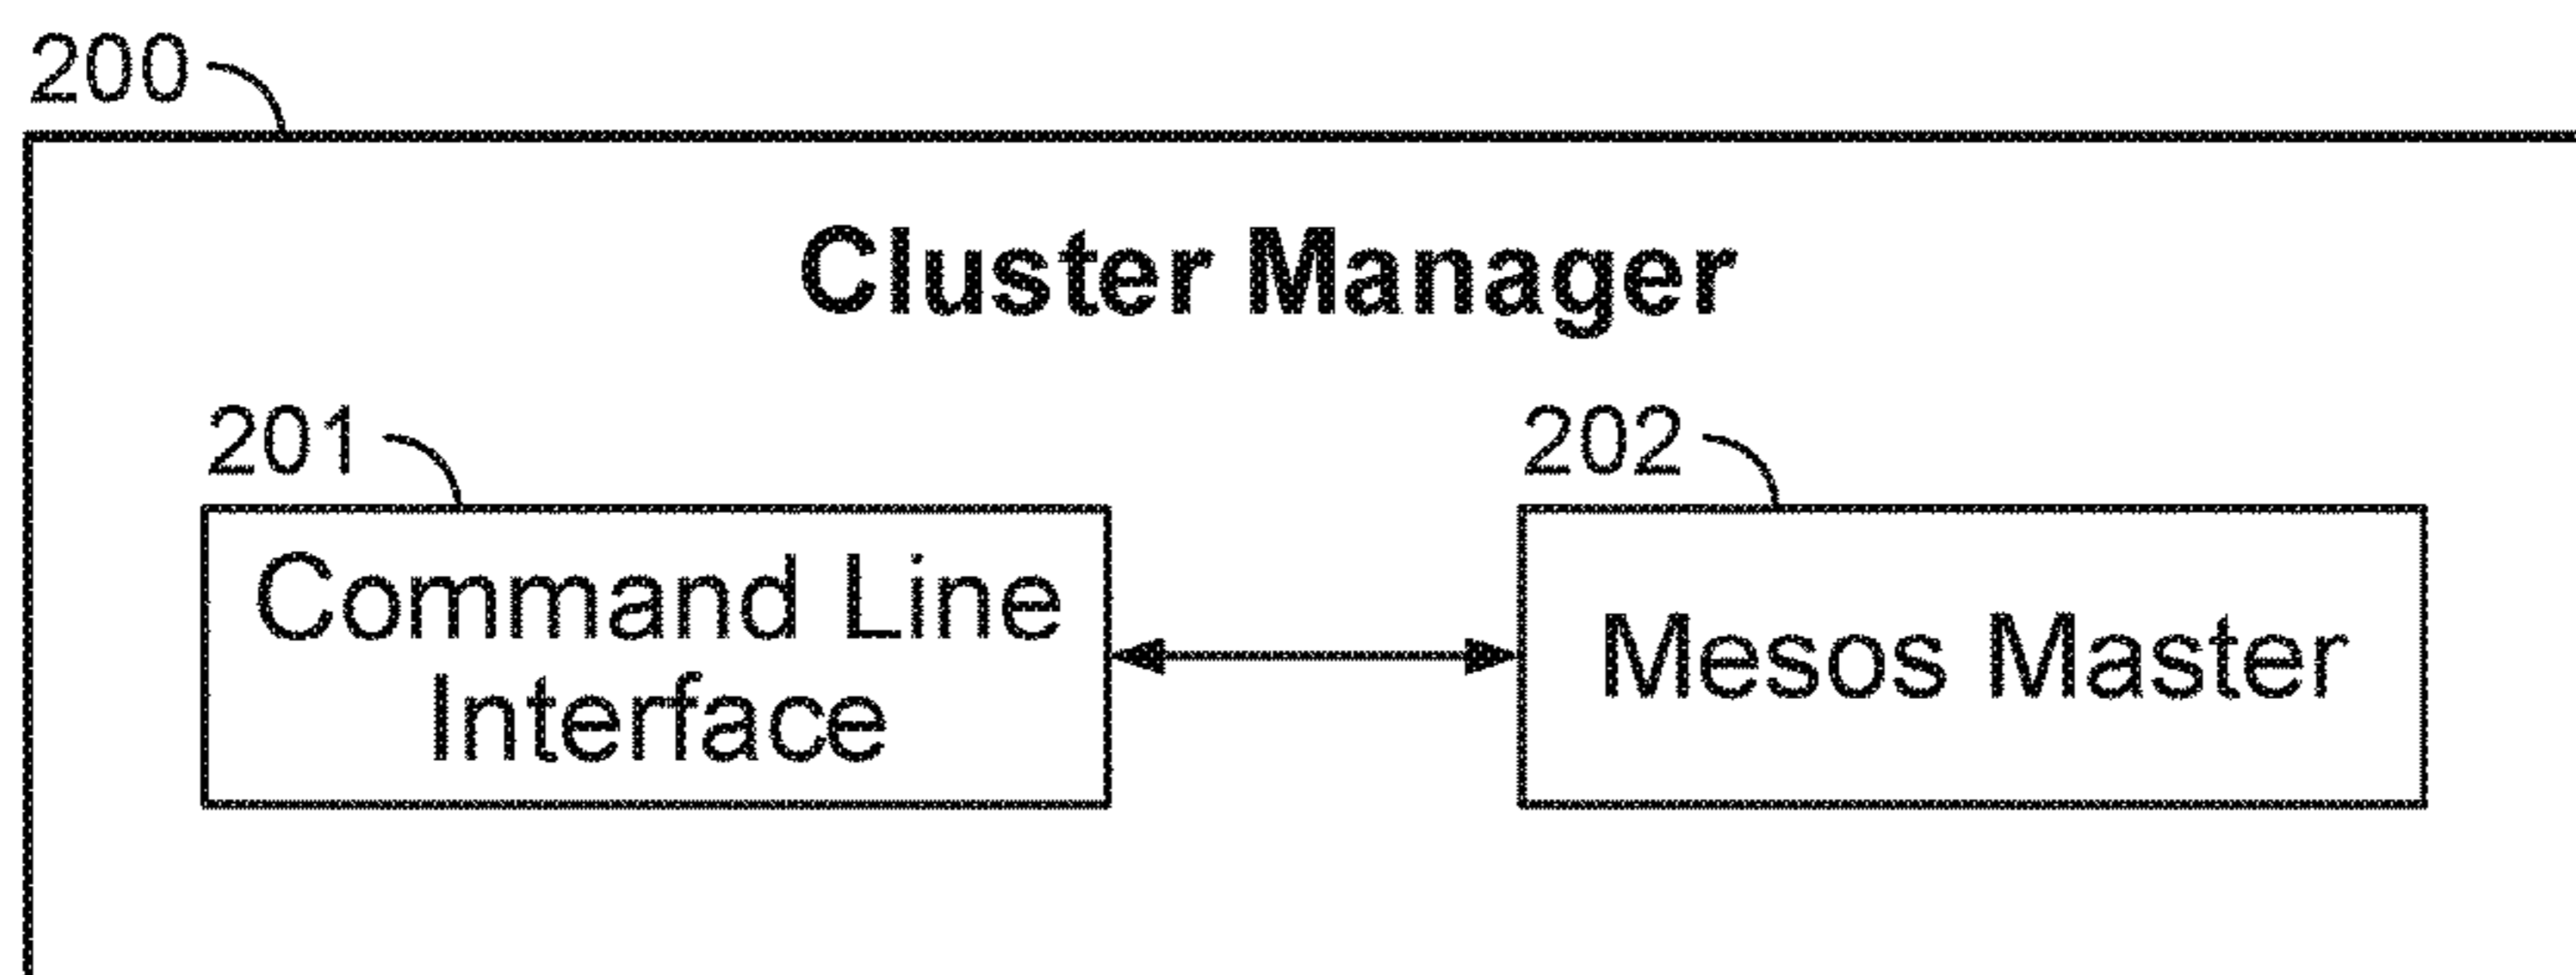 200
Cluster Manager
201
202
Command Line
Interface
Mesos Master